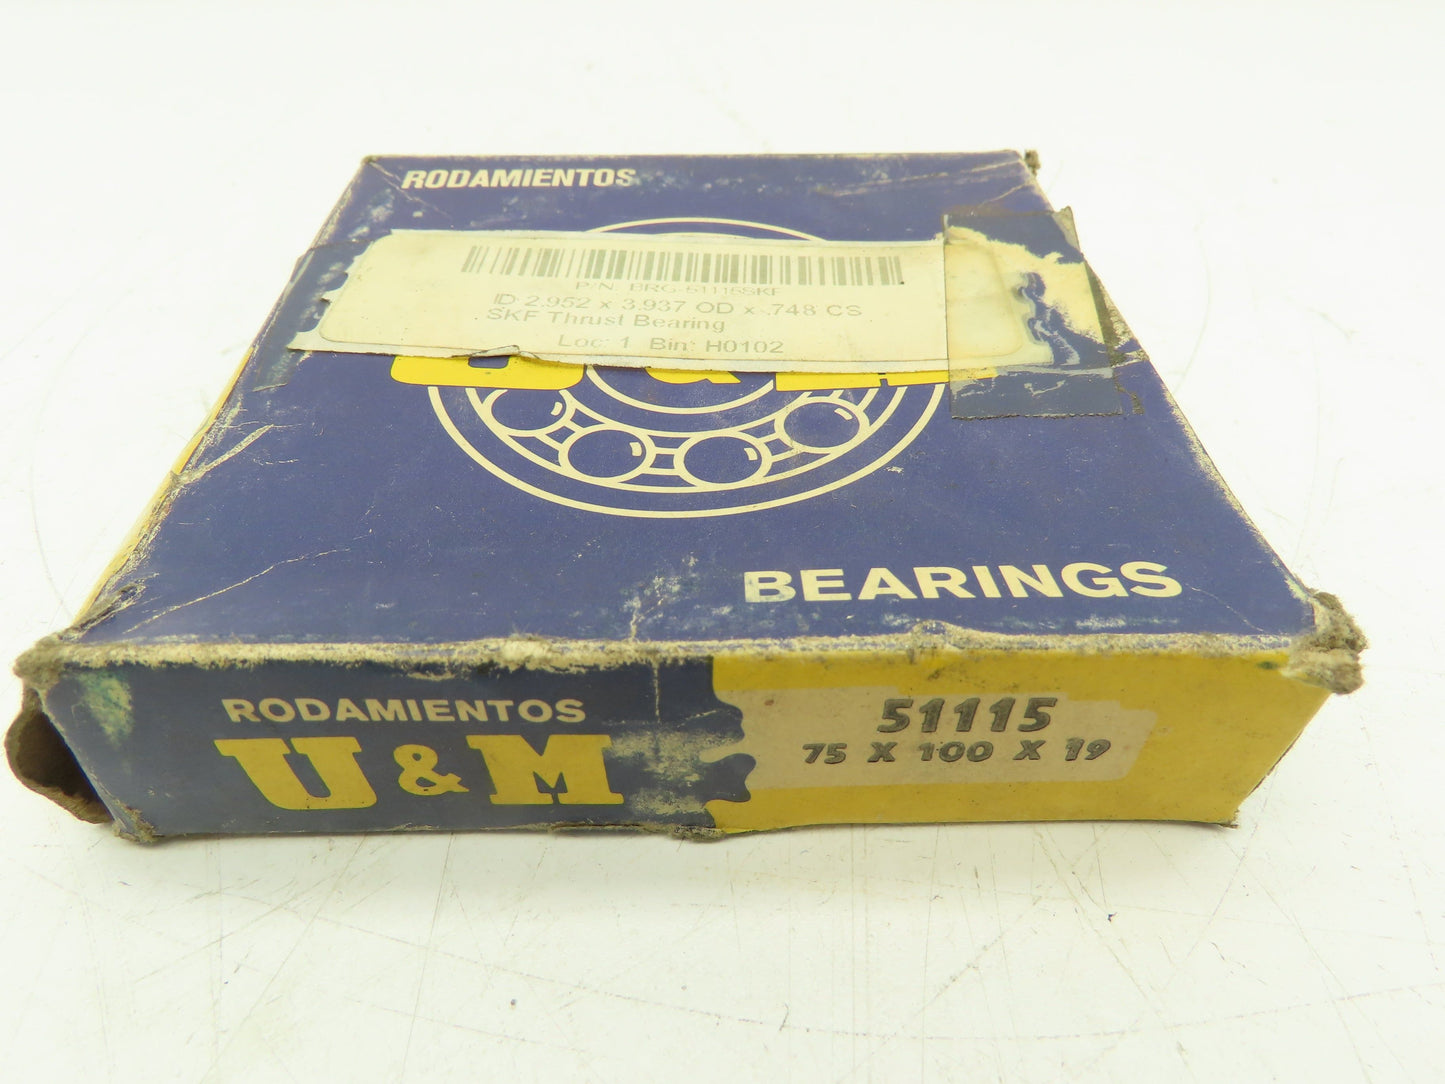 RODAMIENTOS
P/N: BRG-51115SKF
ID 2.952 x 3.937 OD x .748 CS
SKF Thrust Bearing
Loc: 1 Bin: H0102
BEARINGS
RODAMIENTOS
U & M
51115
75 X 100 X 19